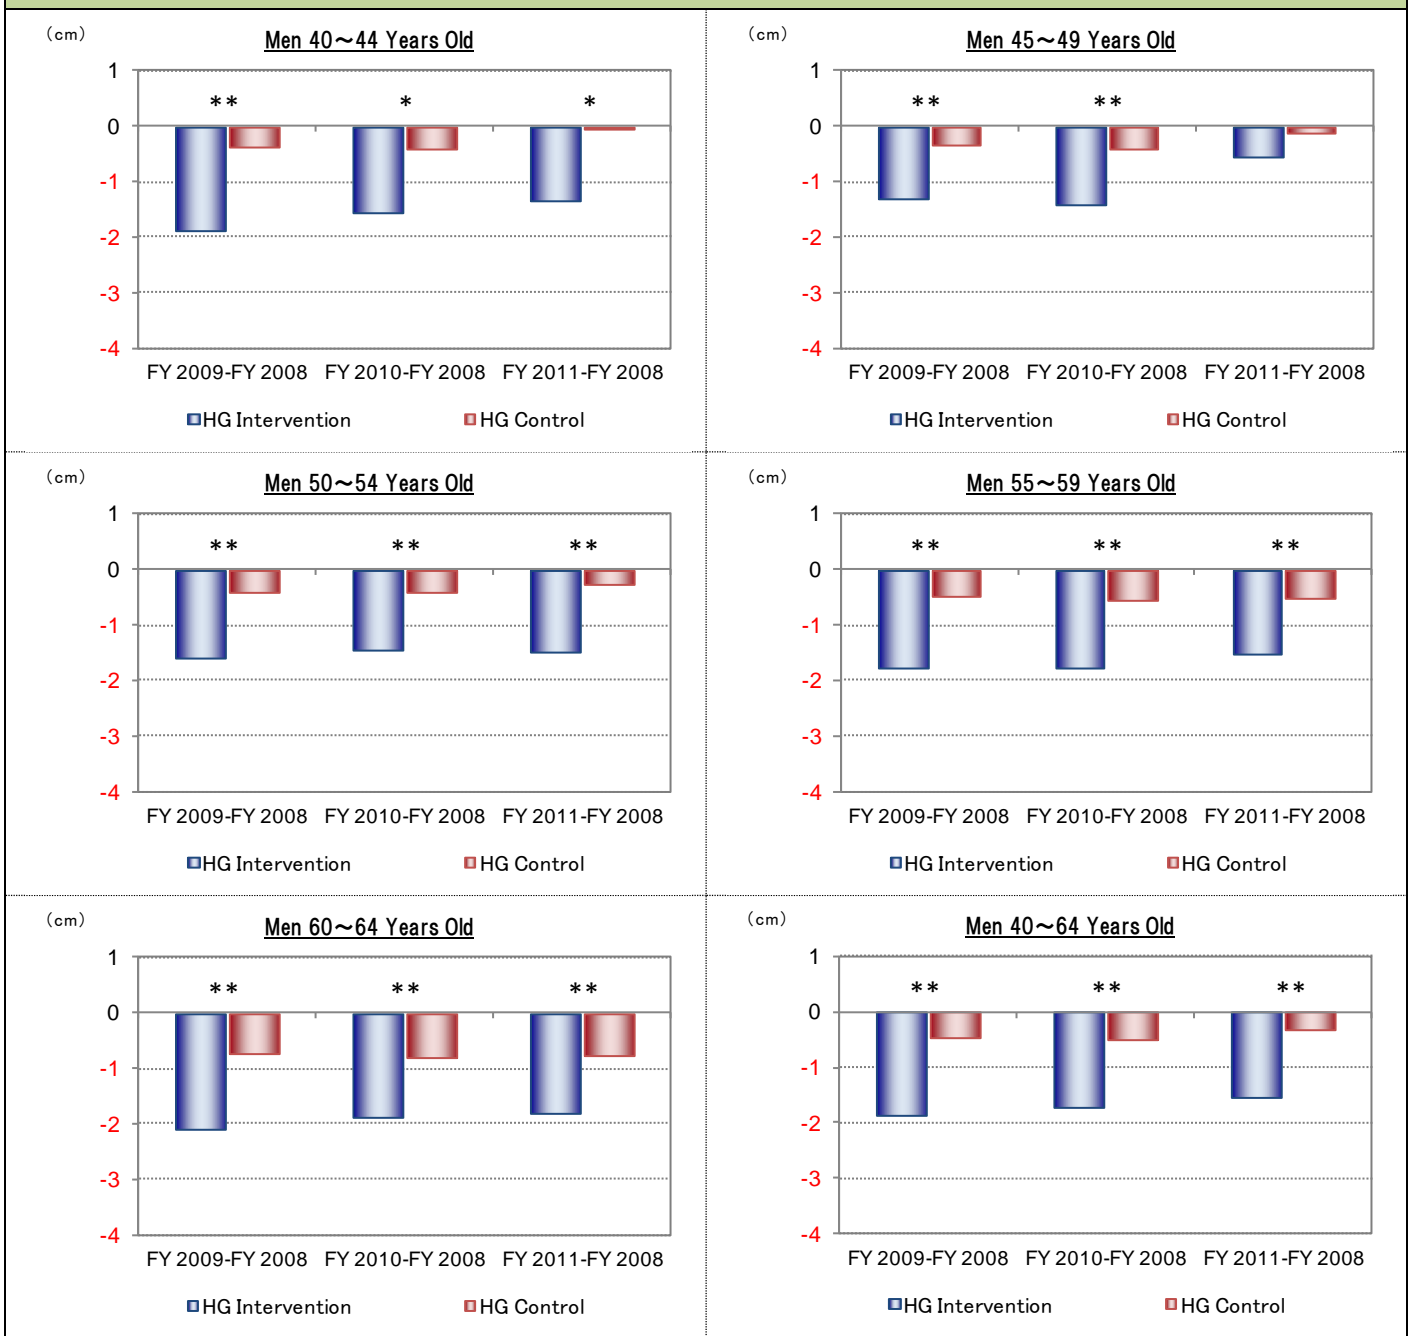 (cm)
Men 40～44 Years Old
1
** * *
0
-1
-2
-3
-4
FY 2009-FY 2008 FY 2010-FY 2008 FY 2011-FY 2008
HG Intervention HG Control
(cm)
Men 45～49 Years Old
1
** **
0
-1
-2
-3
-4
FY 2009-FY 2008 FY 2010-FY 2008 FY 2011-FY 2008
HG Intervention HG Control
(cm)
Men 50～54 Years Old
1
** ** **
0
-1
-2
-3
-4
FY 2009-FY 2008 FY 2010-FY 2008 FY 2011-FY 2008
HG Intervention HG Control
(cm)
Men 55～59 Years Old
1
** ** **
0
-1
-2
-3
-4
FY 2009-FY 2008 FY 2010-FY 2008 FY 2011-FY 2008
HG Intervention HG Control
(cm)
Men 60～64 Years Old
1
** ** **
0
-1
-2
-3
-4
FY 2009-FY 2008 FY 2010-FY 2008 FY 2011-FY 2008
HG Intervention HG Control
(cm)
Men 40～64 Years Old
1
** ** **
0
-1
-2
-3
-4
FY 2009-FY 2008 FY 2010-FY 2008 FY 2011-FY 2008
HG Intervention HG Control